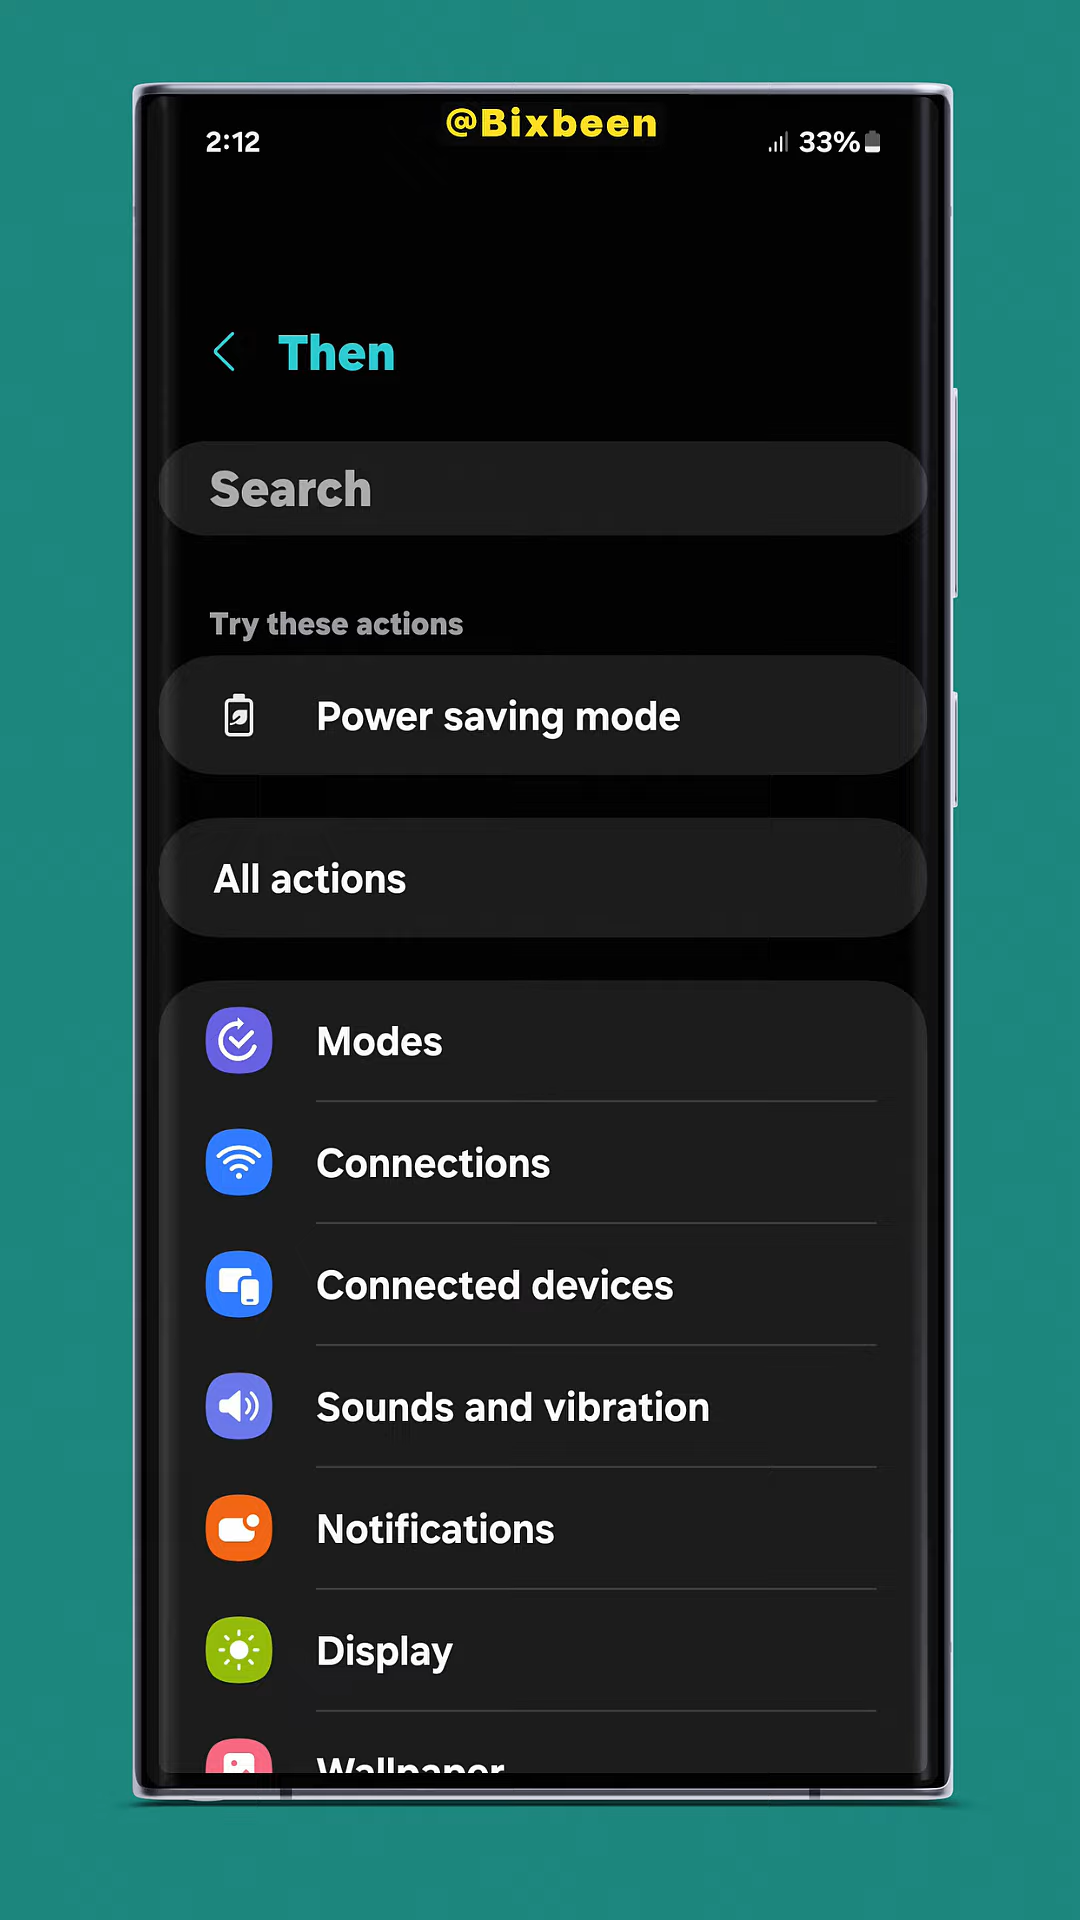 @Bixbeen
2:12
33%
Then
Search
Try these actions
Power saving mode
All actions
Modes
Connections
Connected devices
Sounds and vibration
Notifications
Display
Wallpaper